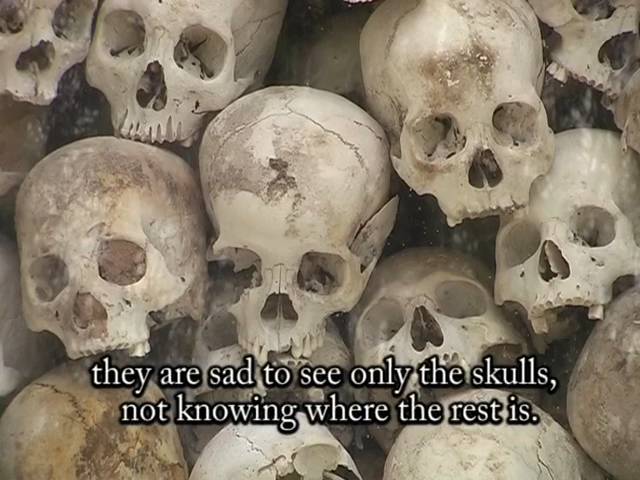 they are sad to see only the skulls,
not knowing where the rest is.